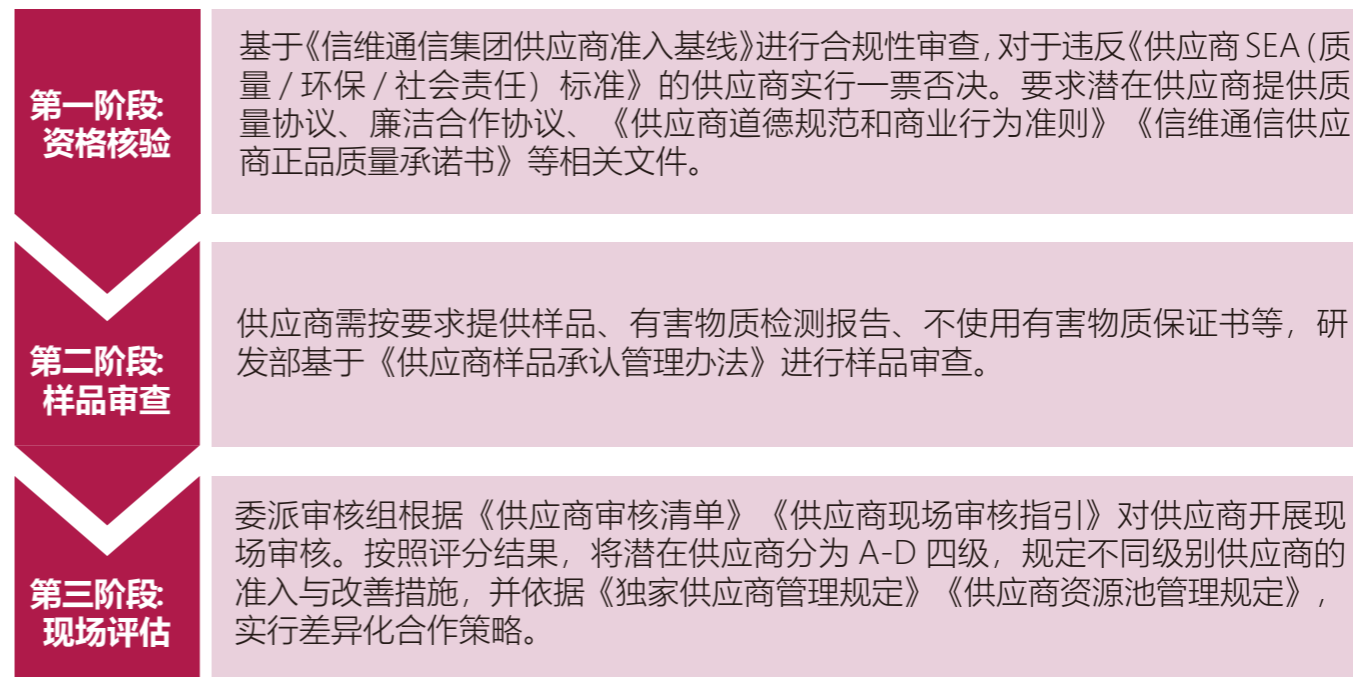 第一阶段:
资格核验
基于《信维通信集团供应商准入基线》进行合规性审查,对于违反《供应商 SEA(质
量 / 环保 / 社会责任）标准》的供应商实行一票否决。要求潜在供应商提供质
量协议、廉洁合作协议、《供应商道德规范和商业行为准则》《信维通信供应
商正品质量承诺书》等相关文件。
第二阶段:
样品审查
供应商需按要求提供样品、有害物质检测报告、不使用有害物质保证书等，研
发部基于《供应商样品承认管理办法》进行样品审查。
第三阶段:
现场评估
委派审核组根据《供应商审核清单》《供应商现场审核指引》对供应商开展现
场审核。按照评分结果，将潜在供应商分为 A-D 四级，规定不同级别供应商的
准入与改善措施，并依据《独家供应商管理规定》《供应商资源池管理规定》，
实行差异化合作策略。